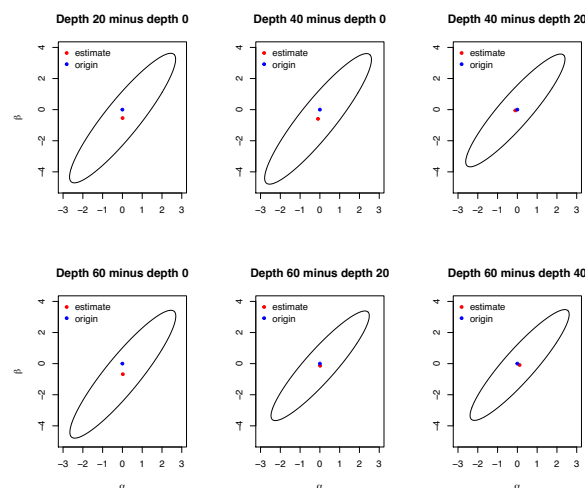 Depth 20 minus depth 0
Depth 40 minus depth 0
Depth 40 minus depth 20
estimate
origin
estimate
origin
estimate
origin
β
4
2
0
−2
−4
4
2
0
−2
−4
4
2
0
−2
−4
−3 −2 −1 0 1 2 3
−3 −2 −1 0 1 2 3
−3 −2 −1 0 1 2 3
Depth 60 minus depth 0
Depth 60 minus depth 20
Depth 60 minus depth 40
estimate
origin
estimate
origin
estimate
origin
β
4
2
0
−2
−4
4
2
0
−2
−4
4
2
0
−2
−4
−3 −2 −1 0 1 2 3
−3 −2 −1 0 1 2 3
−3 −2 −1 0 1 2 3
α
α
α